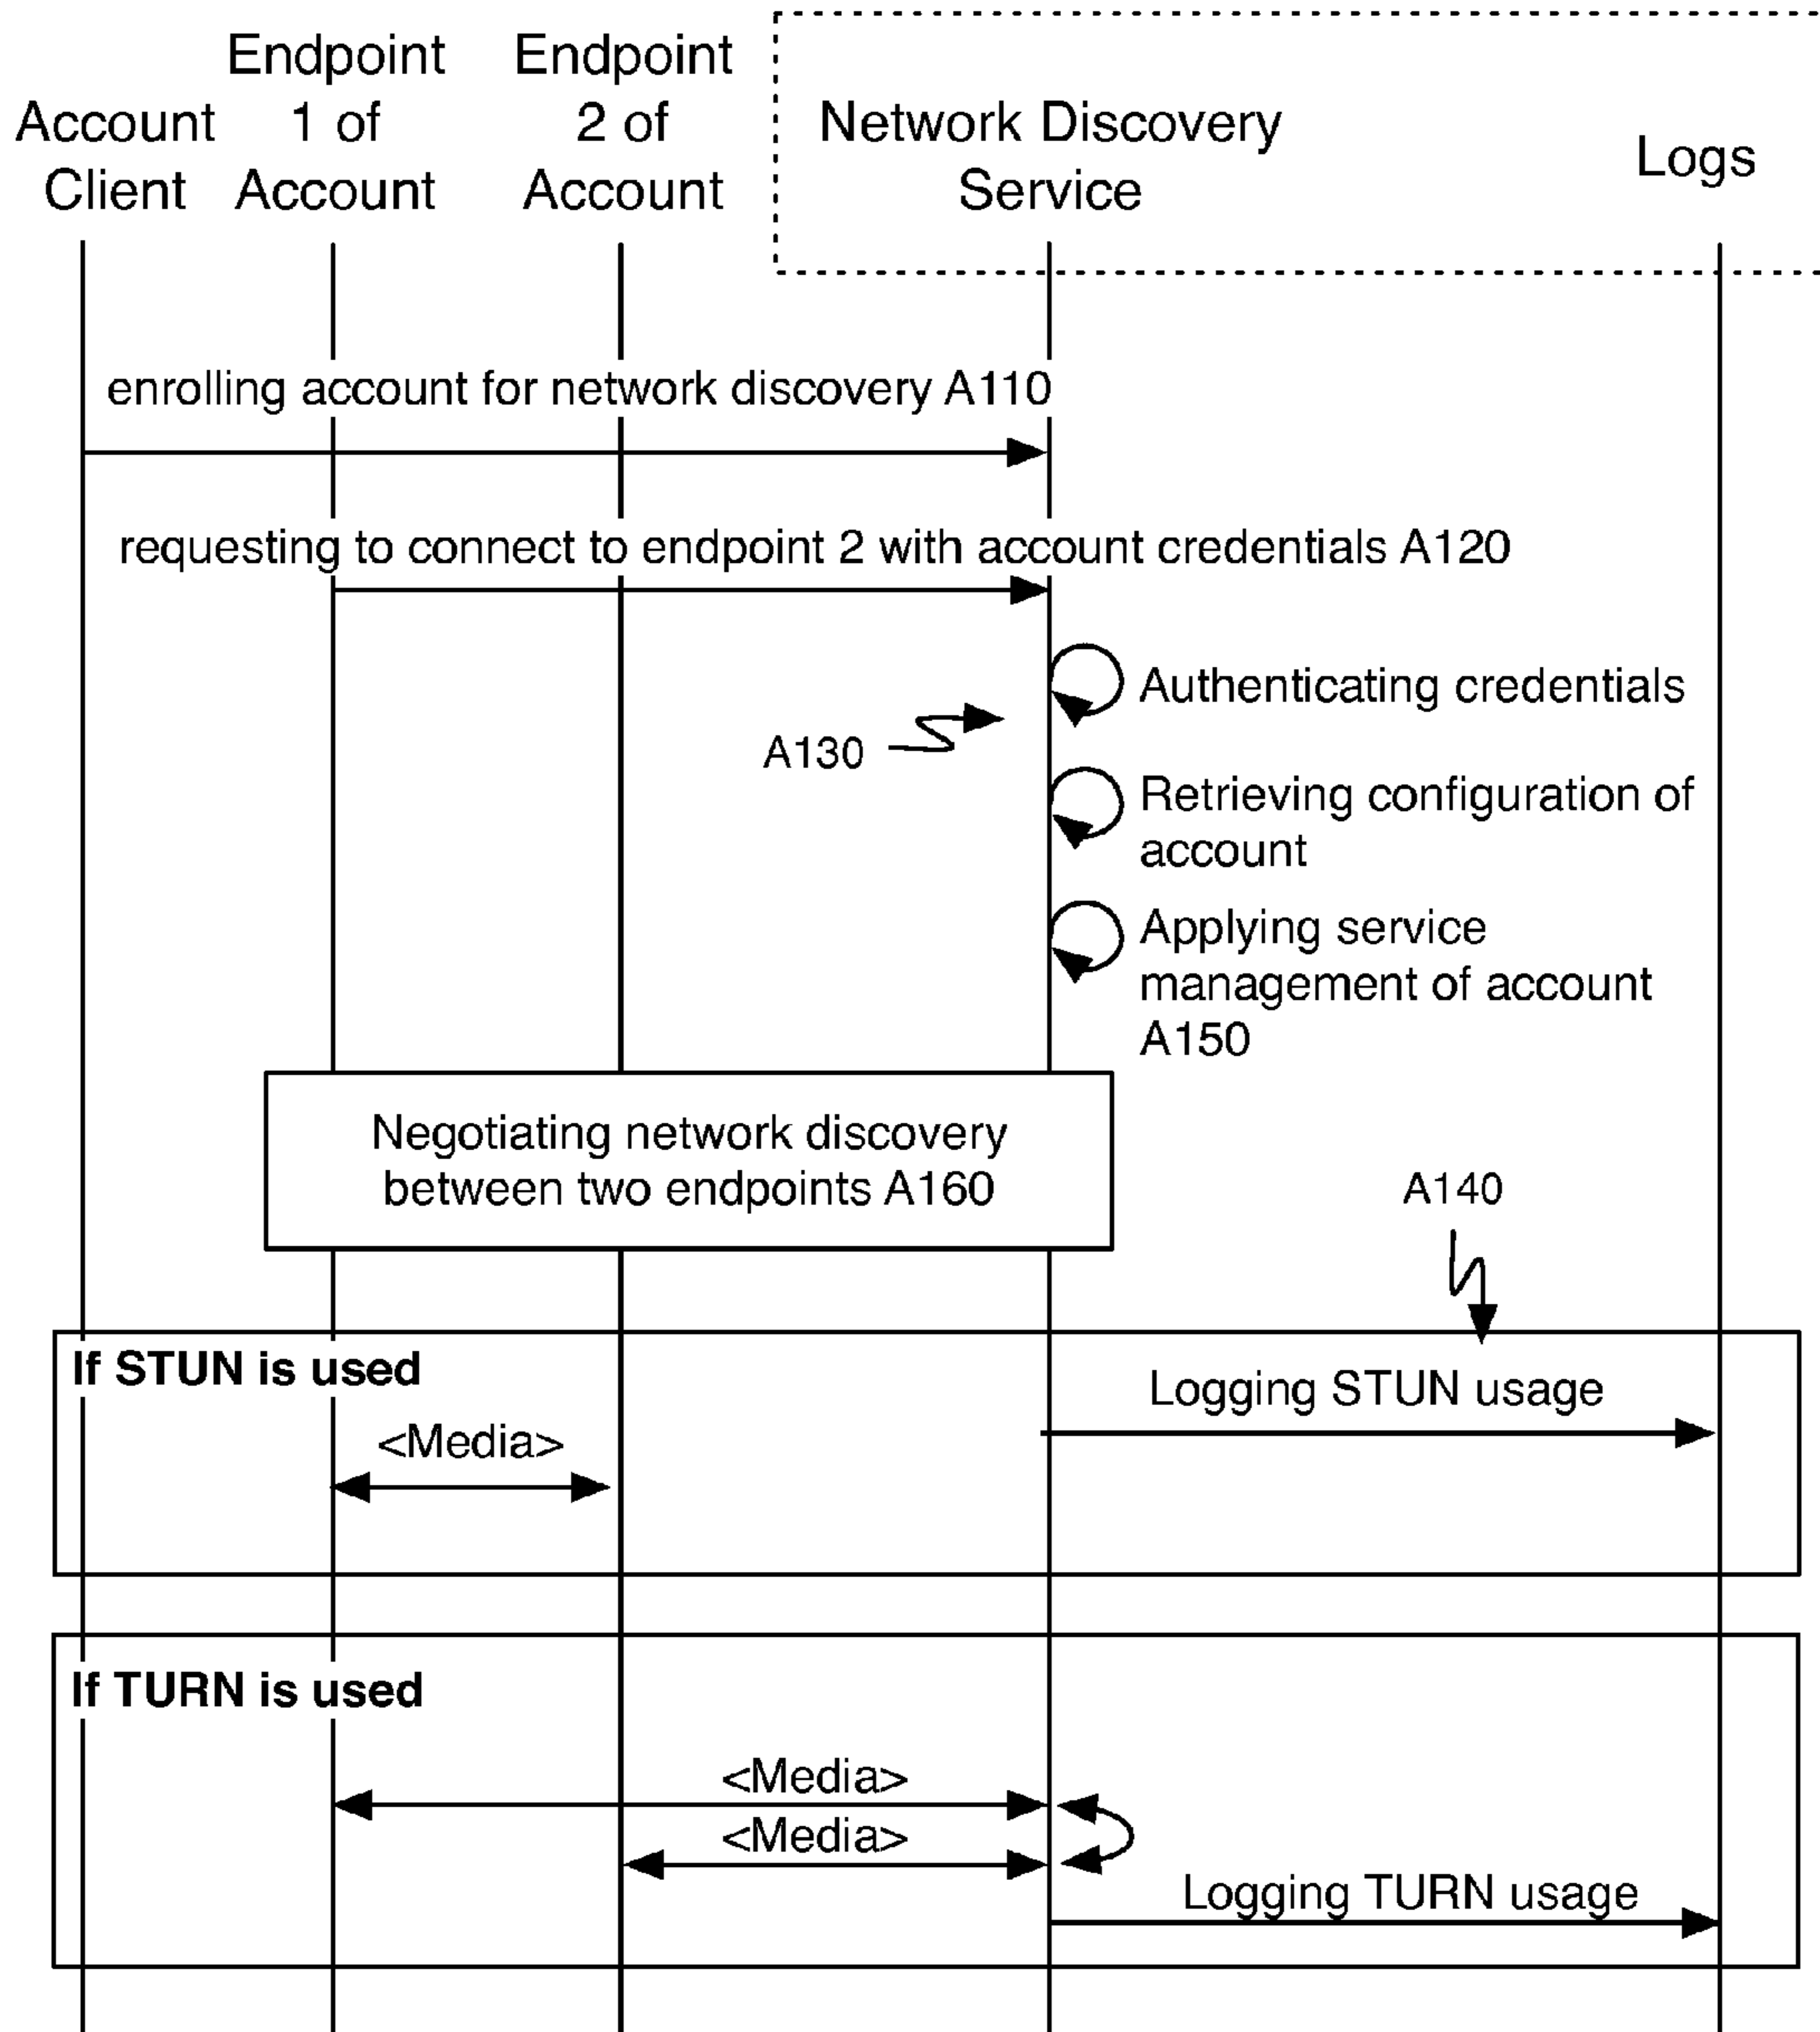 Account
Client
Endpoint
1 of
Account
Endpoint
2 of
Account
Network Discovery
Service
Logs
enrolling account for network discovery A110
requesting to connect to endpoint 2 with account credentials A120
Authenticating credentials
A130
Retrieving configuration of
account
Applying service
management of account
A150
Negotiating network discovery
between two endpoints A160
A140
If STUN is used
Logging STUN usage
<Media>
If TURN is used
<Media>
<Media>
Logging TURN usage